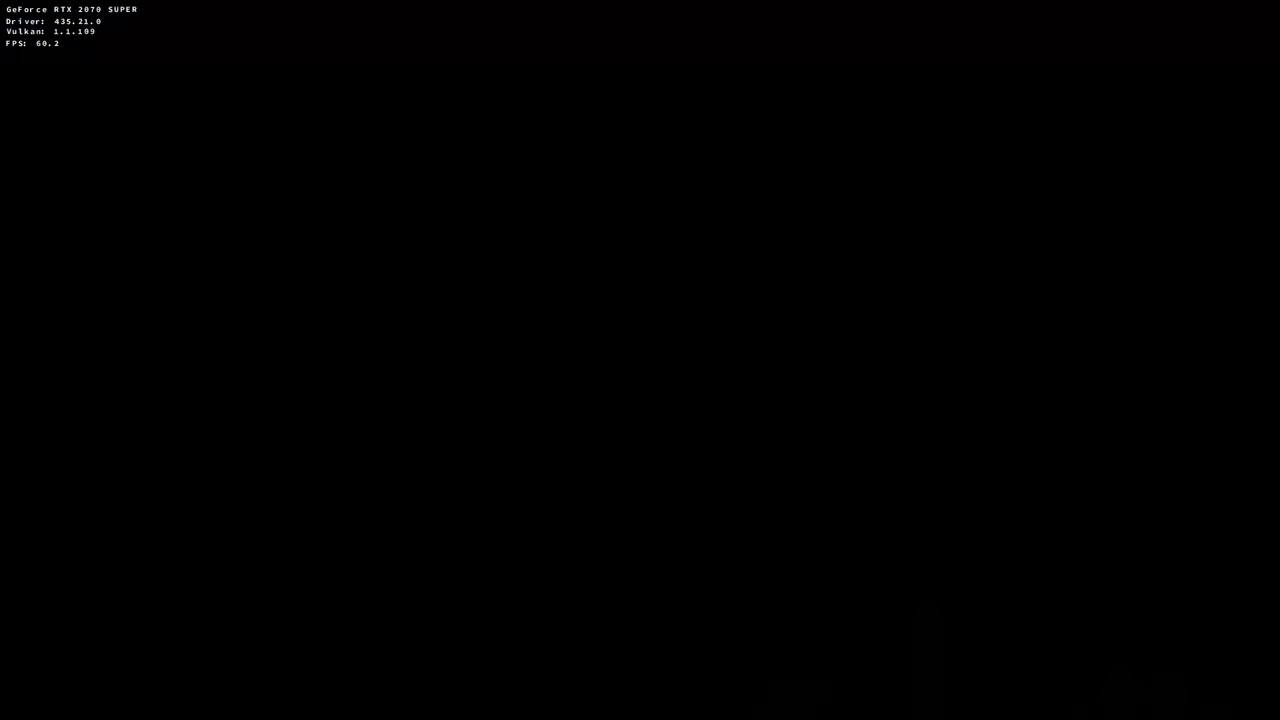 GeForce RTX 2070 SUPER
Driver: 435.21.0
Vulkan: 1.1.109
FPS: 60.2